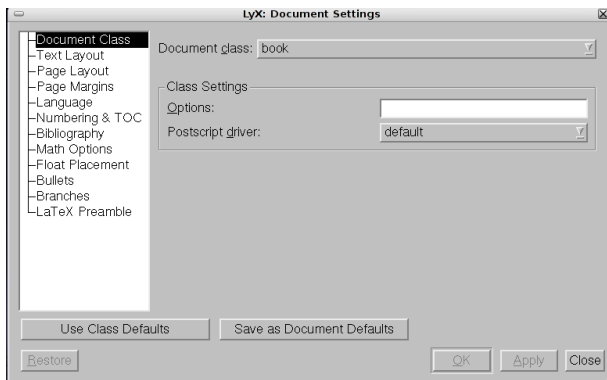 LyX: Document Settings
Document Class
Text Layout
Page Layout
Page Margins
Language
Numbering & TOC
Bibliography
Math Options
Float Placement
Bullets
Branches
LaTeX Preamble
Document class: book
Class Settings
Options:
Postscript driver: default
Use Class Defaults Save as Document Defaults
Restore OK Apply Close